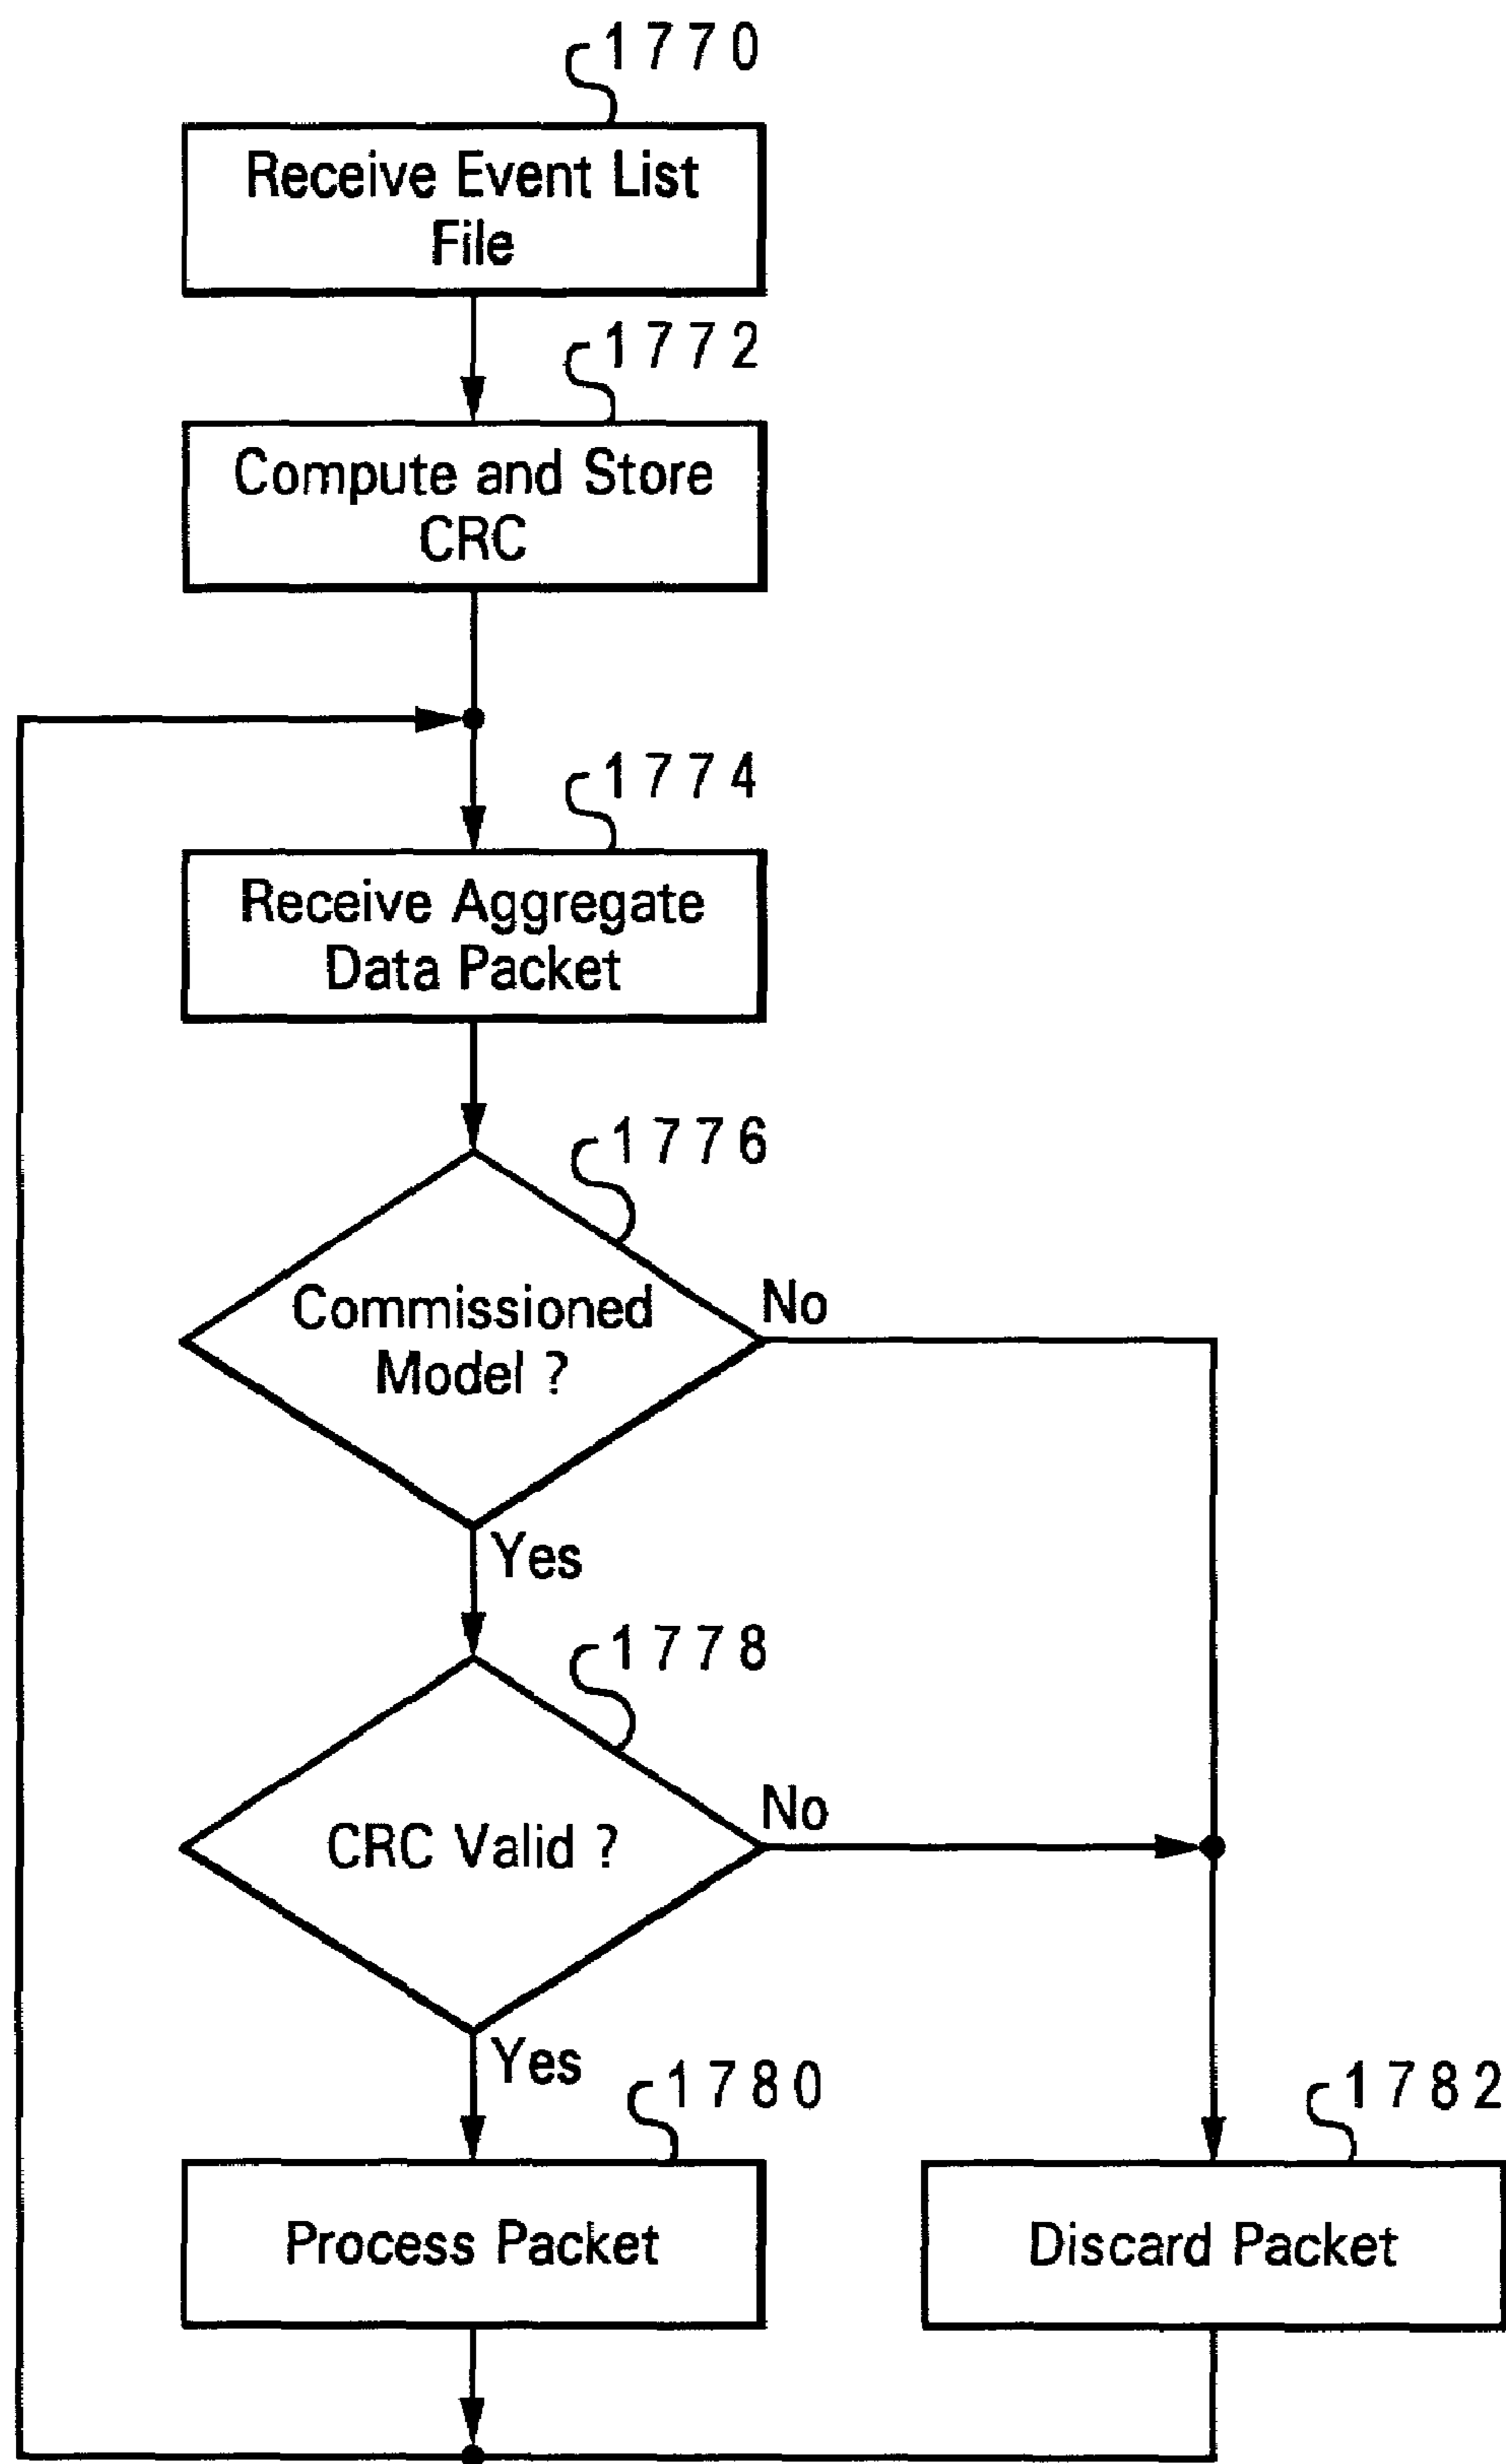 1770
Receive Event List
File
1772
Compute and Store
CRC
1774
Receive Aggregate
Data Packet
1776
Commissioned
Model ?
No
Yes
1778
CRC Valid ?
No
Yes
1780
Process Packet
1782
Discard Packet